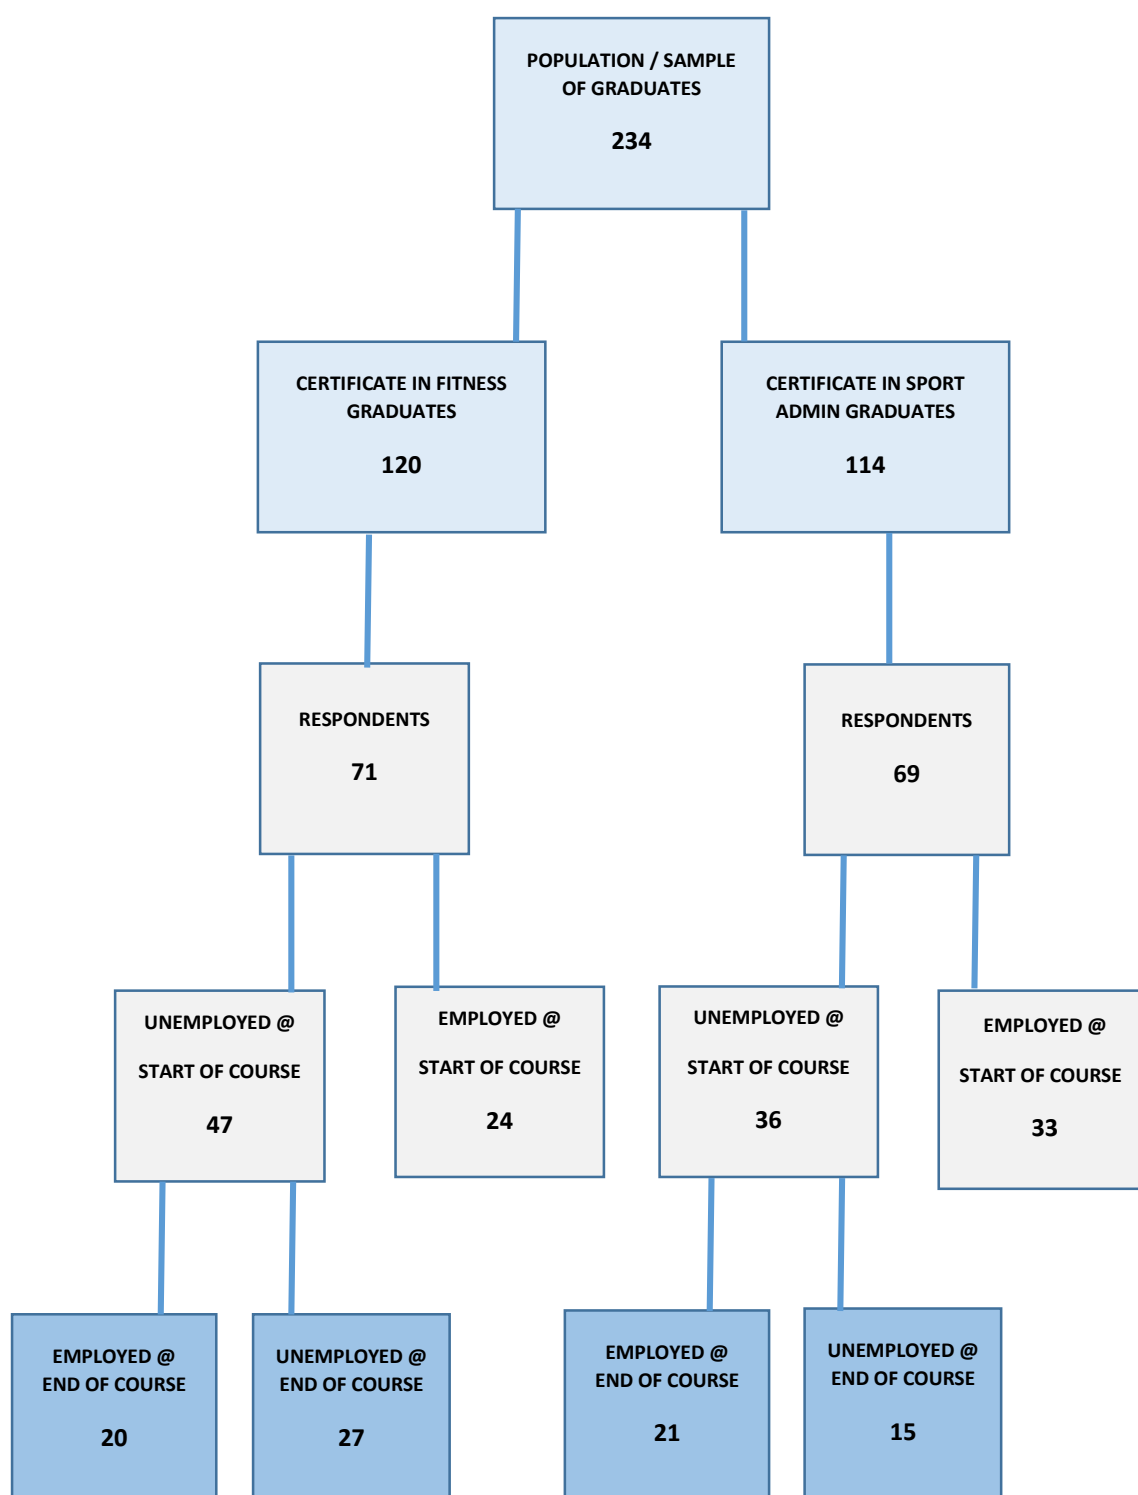 POPULATION / SAMPLE
OF GRADUATES
234
CERTIFICATE IN FITNESS
GRADUATES
120
CERTIFICATE IN SPORT
ADMIN GRADUATES
114
RESPONDENTS
71
RESPONDENTS
69
UNEMPLOYED @
START OF COURSE
47
EMPLOYED @
START OF COURSE
24
UNEMPLOYED @
START OF COURSE
36
EMPLOYED @
START OF COURSE
33
EMPLOYED @
END OF COURSE
20
UNEMPLOYED @
END OF COURSE
27
EMPLOYED @
END OF COURSE
21
UNEMPLOYED @
END OF COURSE
15